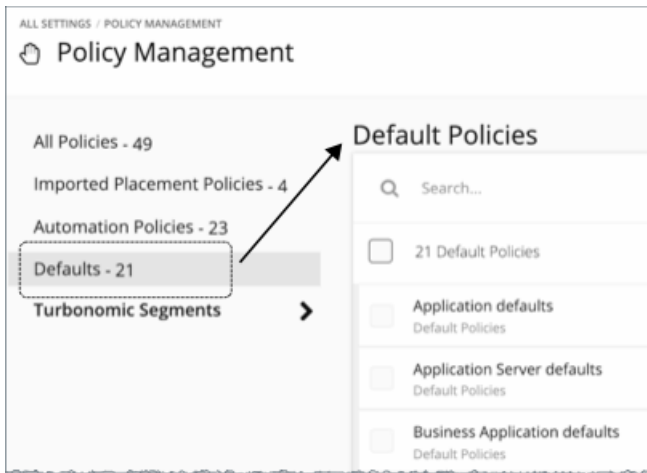 ALL SETTINGS / POLICY MANAGEMENT
Policy Management
All Policies - 49
Imported Placement Policies - 4
Automation Policies - 23
Defaults - 21
Turbonomic Segments
Default Policies
Search...
21 Default Policies
Application defaults
Default Policies
Application Server defaults
Default Policies
Business Application defaults
Default Policies